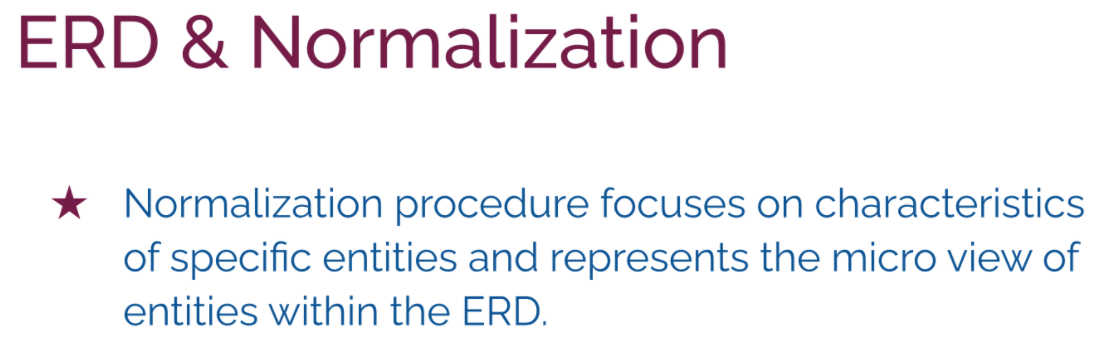 ERD & Normalization
★ Normalization procedure focuses on characteristics
of specific entities and represents the micro view of
entities within the ERD.